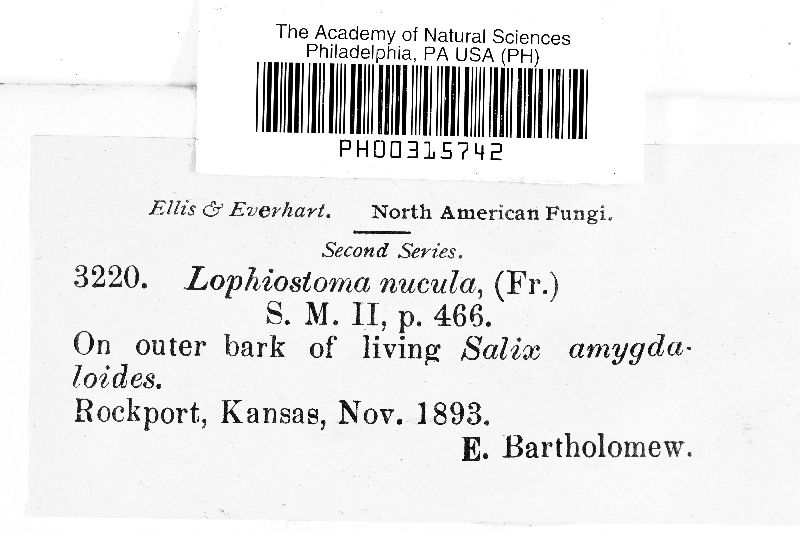 The Academy of Natural Sciences
Philadelphia, PA USA (PH)
PH00315742
Ellis & Everhart. North American Fungi.
Second Series.
3220. Lophiostoma nucula, (Fr.)
S. M. II, p. 466.
On outer bark of living Salix amygda-
loides.
Rockport, Kansas, Nov. 1893.
E. Bartholomew.